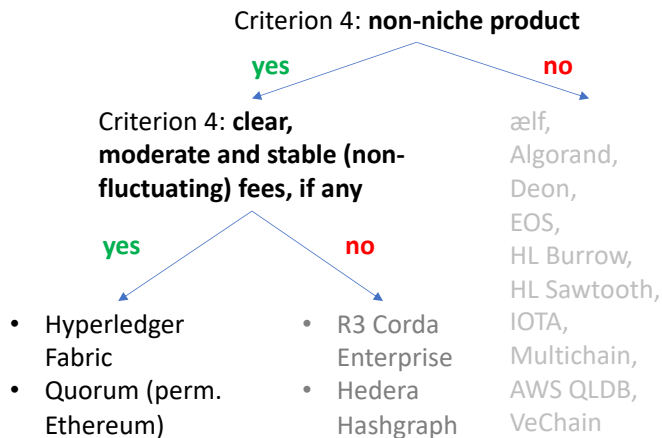 Criterion 4: non-niche product
yes
no
Criterion 4: clear,
moderate and stable (non-
fluctuating) fees, if any
yes
no
• Hyperledger
Fabric
• Quorum (perm.
Ethereum)
• R3 Corda
Enterprise
• Hedera
Hashgraph
ælf,
Algorand,
Deon,
EOS,
HL Burrow,
HL Sawtooth,
IOTA,
Multichain,
AWS QLDB,
VeChain